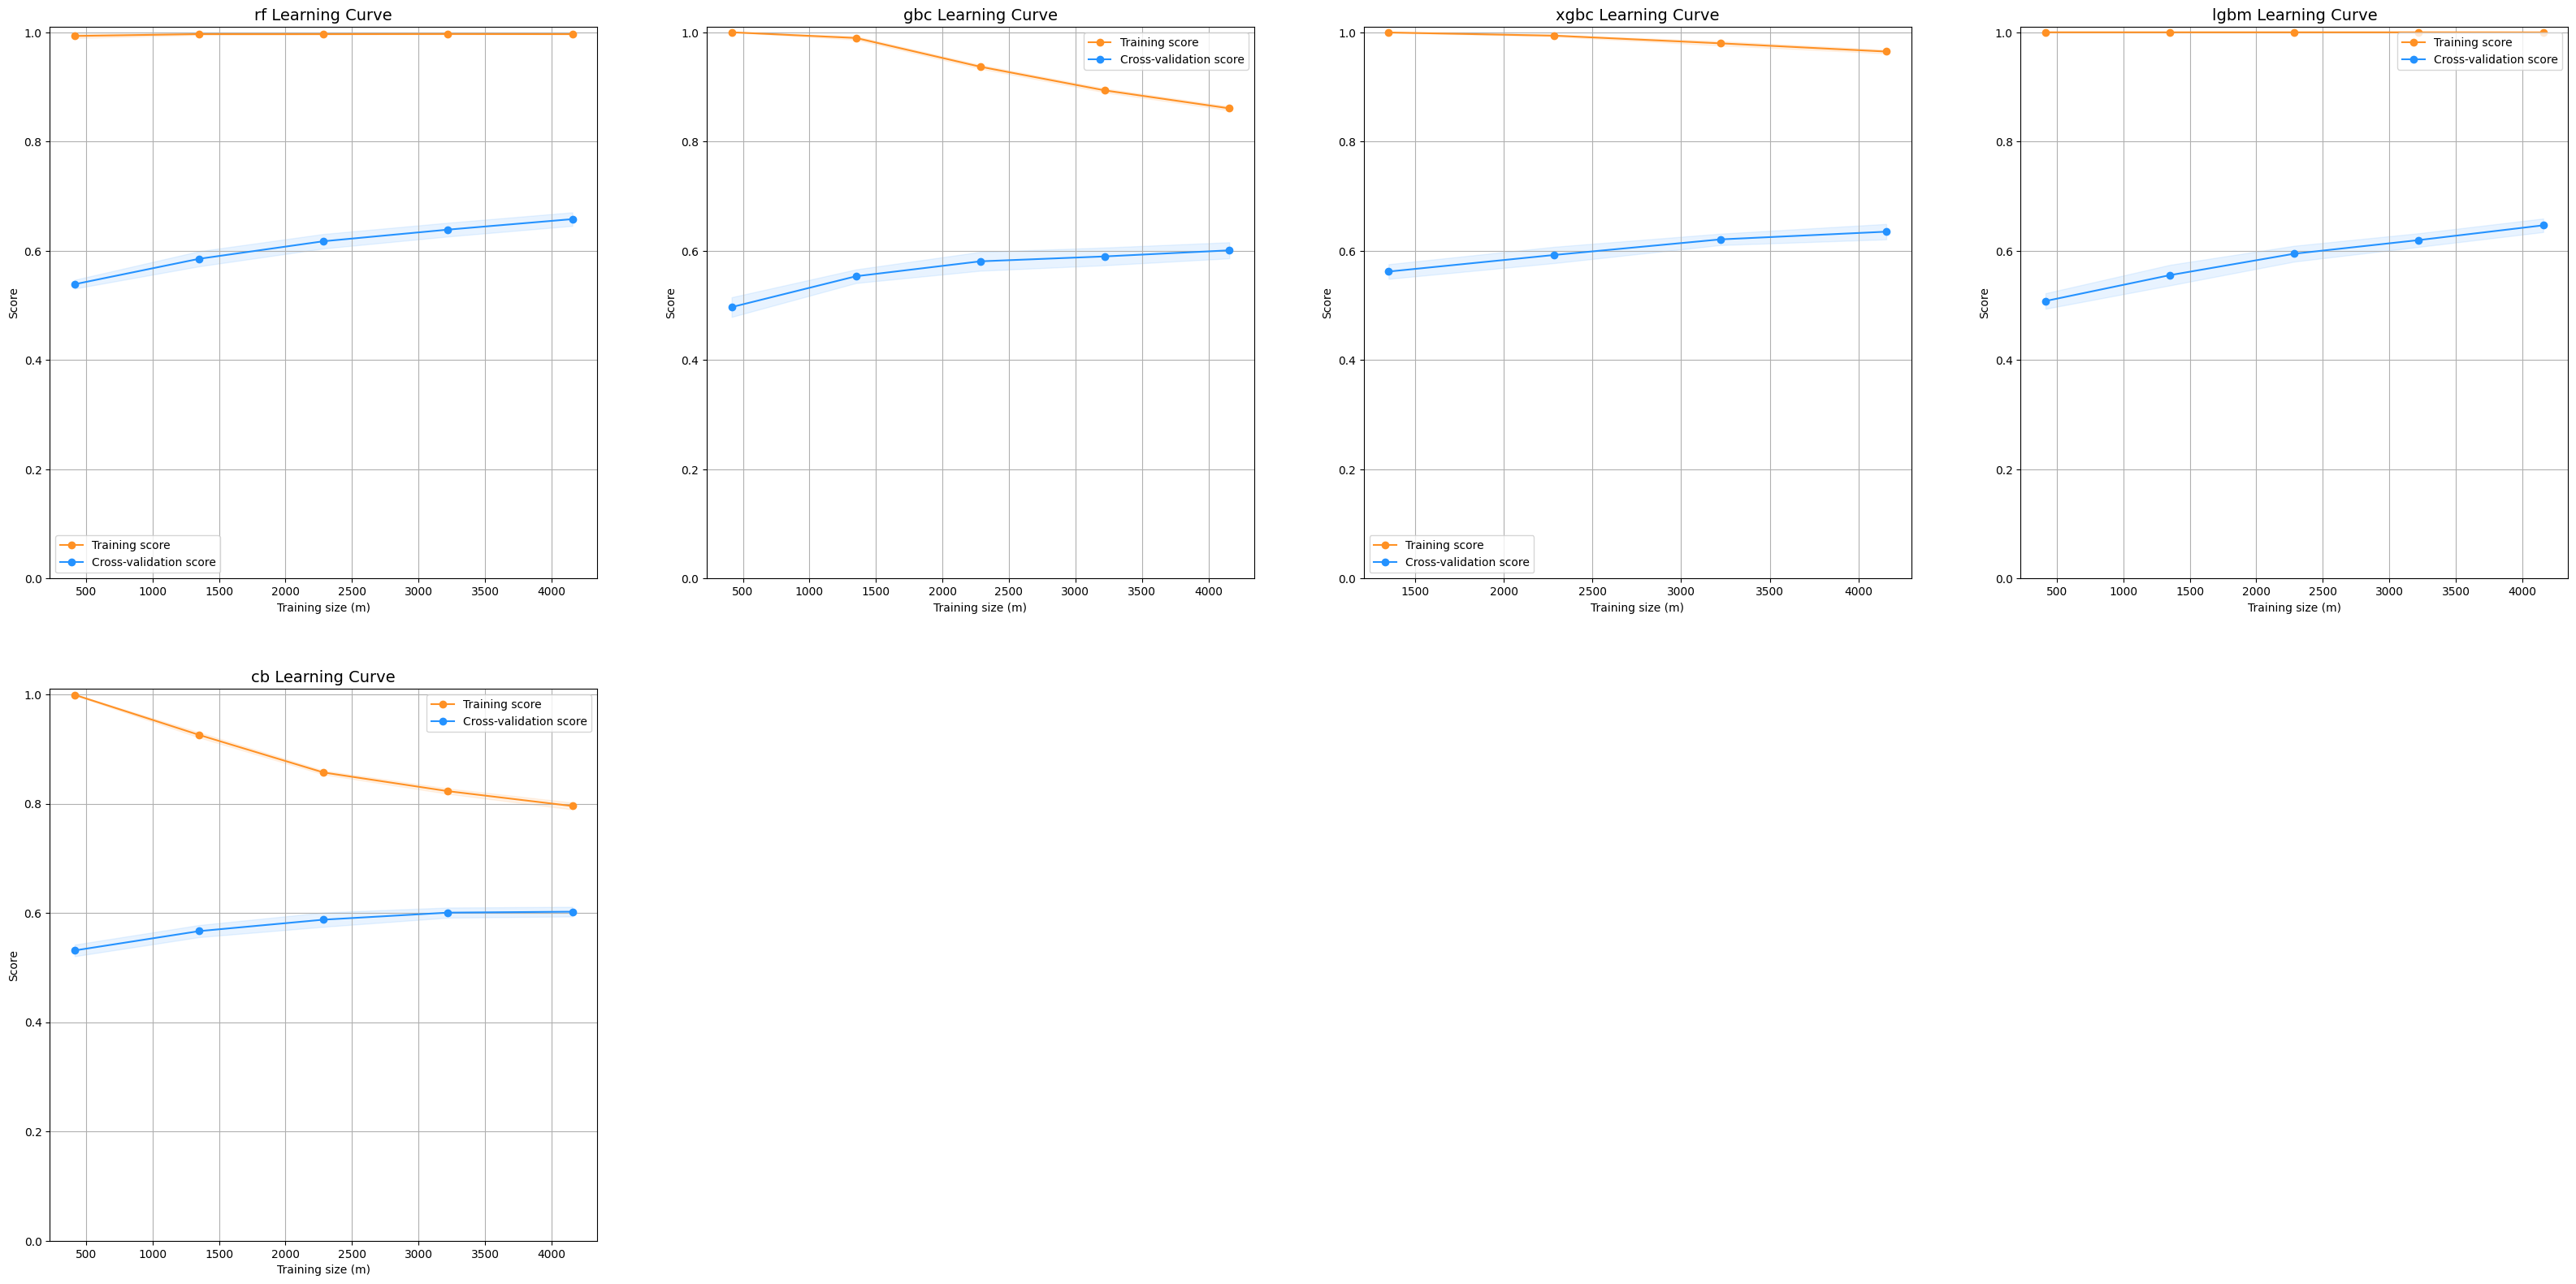 rf Learning Curve
1.0
0.8
0.6
0.4
0.2
0.0
Score
Training score
Cross-validation score
500 1000 1500 2000 2500 3000 3500 4000
Training size (m)
gbc Learning Curve
1.0
0.8
0.6
0.4
0.2
0.0
Score
Training score
Cross-validation score
500 1000 1500 2000 2500 3000 3500 4000
Training size (m)
xgbc Learning Curve
1.0
0.8
0.6
0.4
0.2
0.0
Score
Training score
Cross-validation score
1500 2000 2500 3000 3500 4000
Training size (m)
lgbm Learning Curve
1.0
0.8
0.6
0.4
0.2
0.0
Score
Training score
Cross-validation score
500 1000 1500 2000 2500 3000 3500 4000
Training size (m)
cb Learning Curve
1.0
0.8
0.6
0.4
0.2
0.0
Score
Training score
Cross-validation score
500 1000 1500 2000 2500 3000 3500 4000
Training size (m)